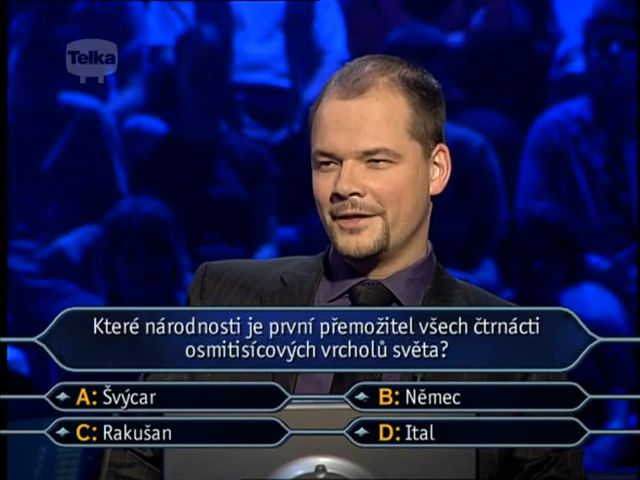 Telka
Které národnosti je první přemožitel všech čtrnácti
osmitisícových vrcholů světa?
A: Švýcar
B: Němec
C: Rakušan
D: Ital